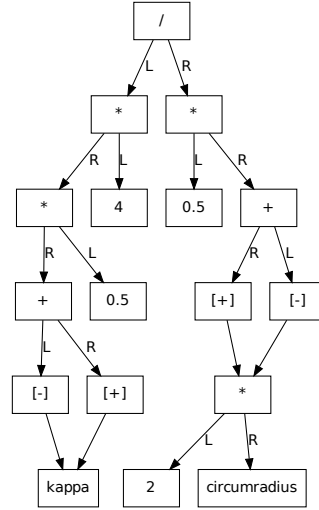 /
L R
* *
R L L R
* 4 0.5 +
R L R L
+ 0.5 [+] [-]
L R
[-] [+] *
L R
kappa 2 circumradius